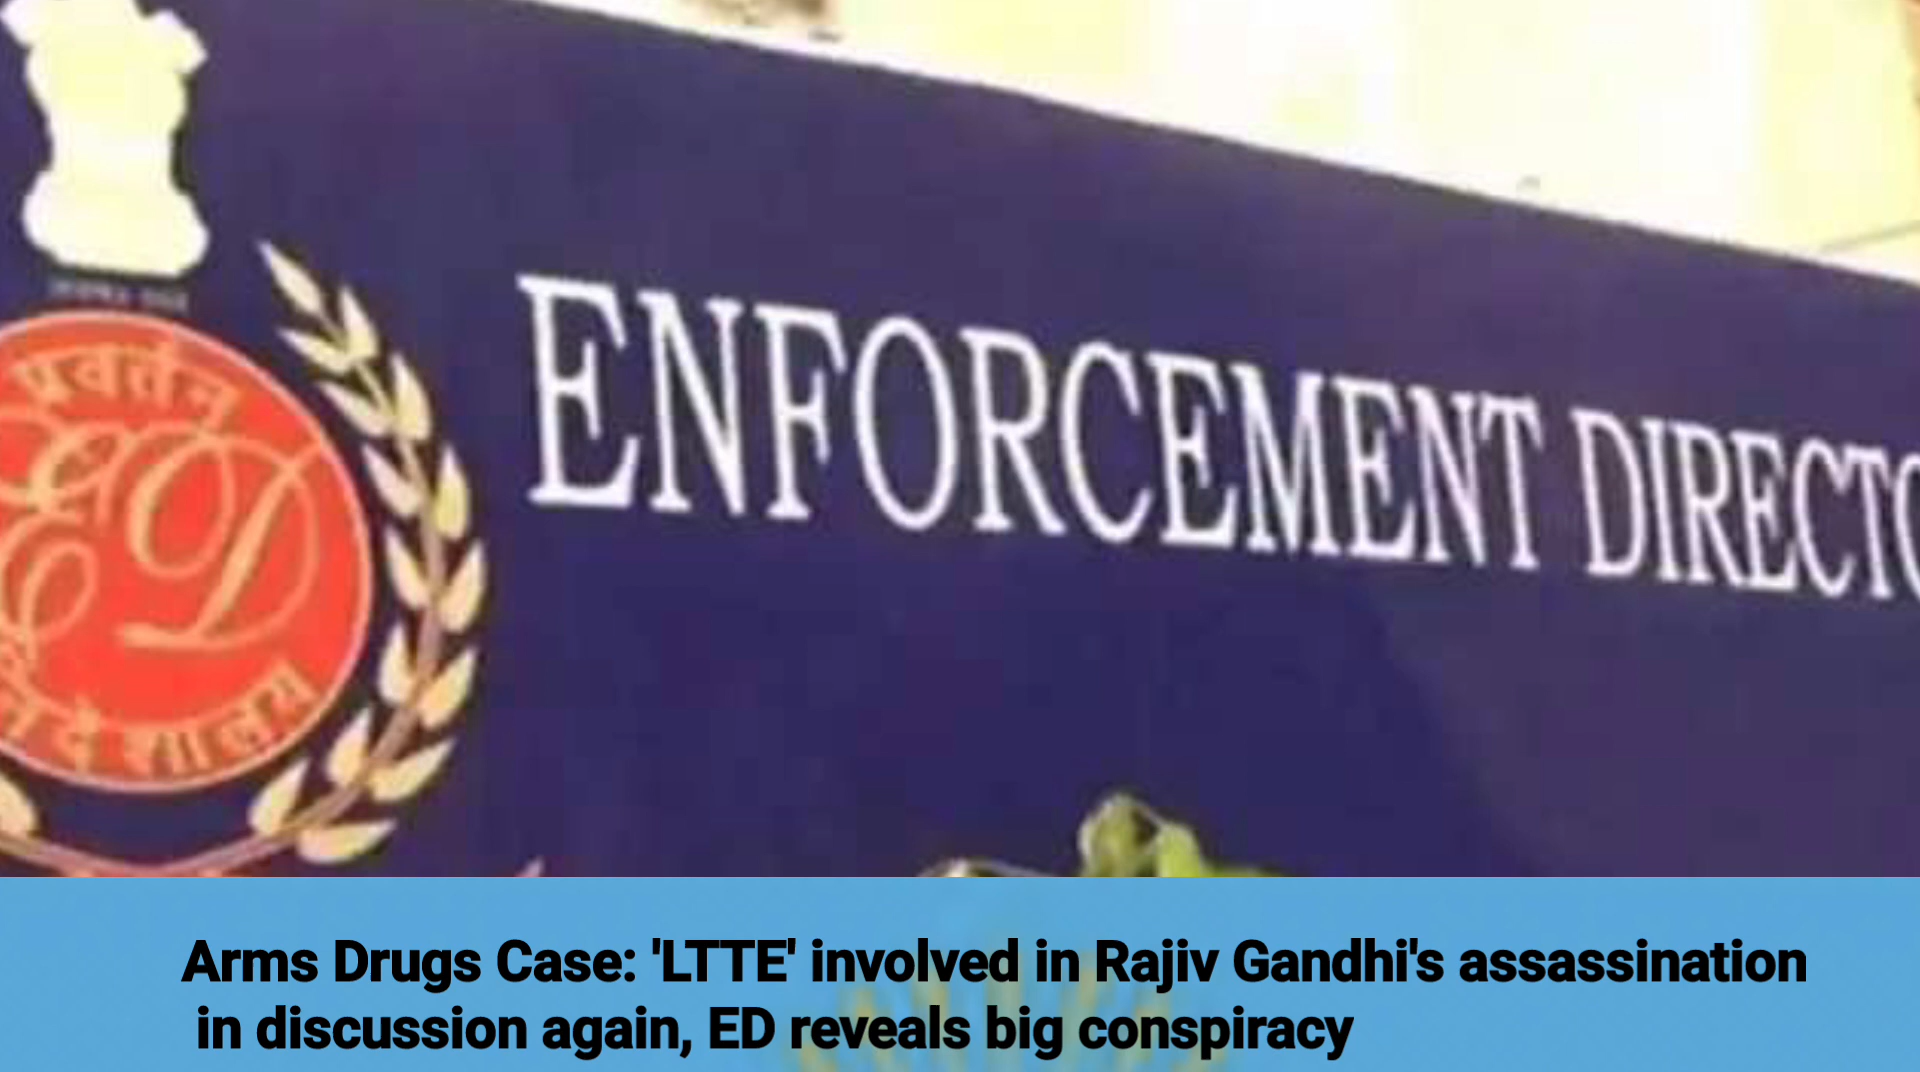 प्रवर्तन
ED
निदेशालय
ENFORCEMENT DIRECTO
Arms Drugs Case: 'LTTE' involved in Rajiv Gandhi's assassination
in discussion again, ED reveals big conspiracy